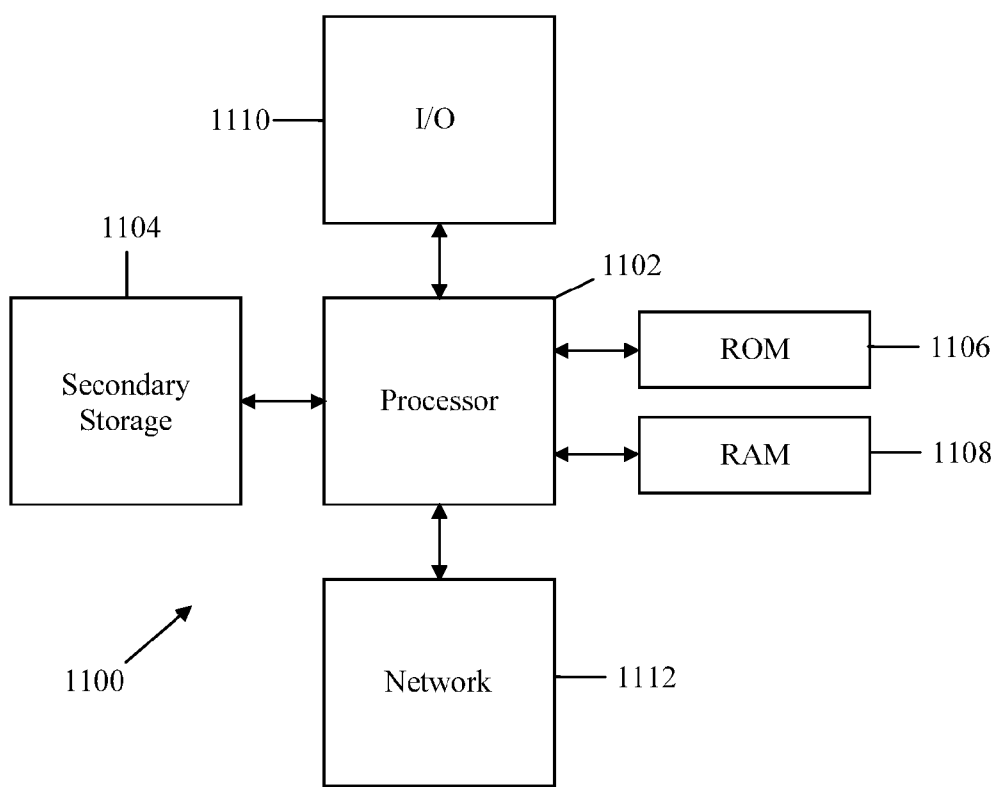 I/O
1110
1104
1102
Secondary
Storage
Processor
ROM
1106
RAM
1108
1100
Network
1112